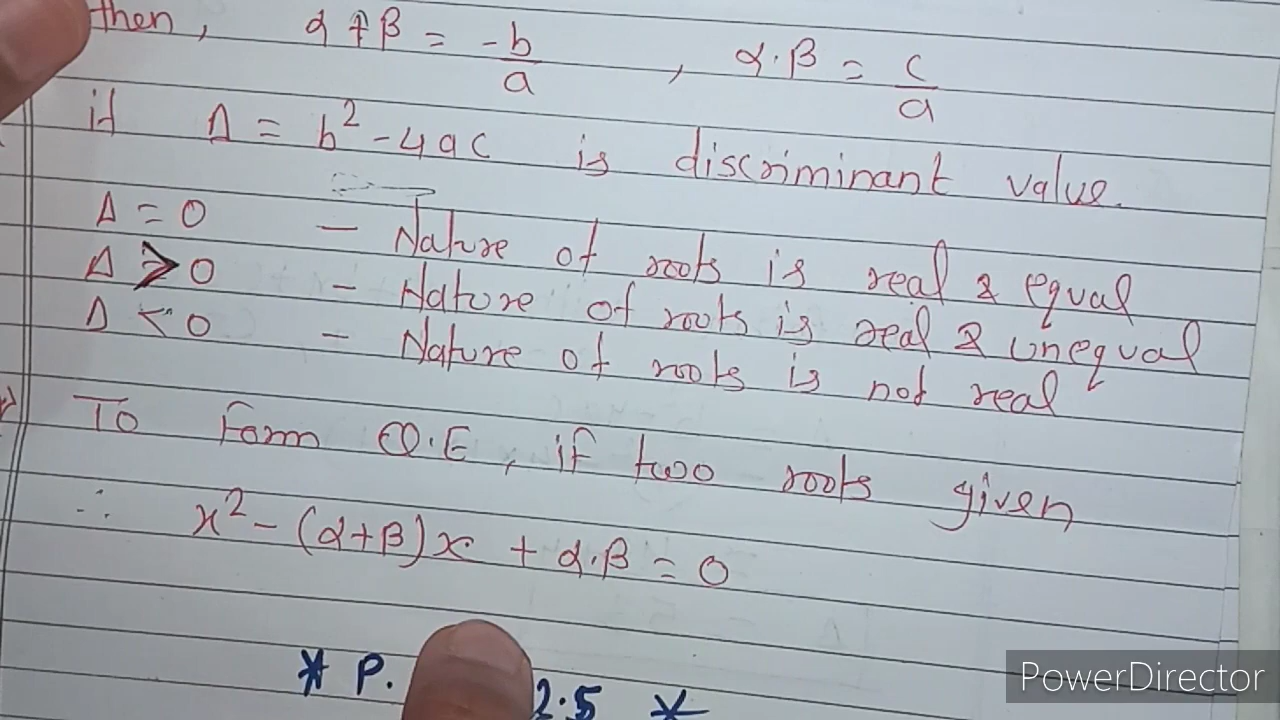 then, α+β = -b/a , α·β = c/a
if Δ = b²-4ac is discriminant value.
Δ = 0 - Nature of roots is real & equal
Δ > 0 - Nature of roots is real & unequal
Δ < 0 - Nature of roots is not real
To Form Q.E, if two roots given
∴ x² - (α+β)x + α·β = 0
* P. 2.5 *
PowerDirector